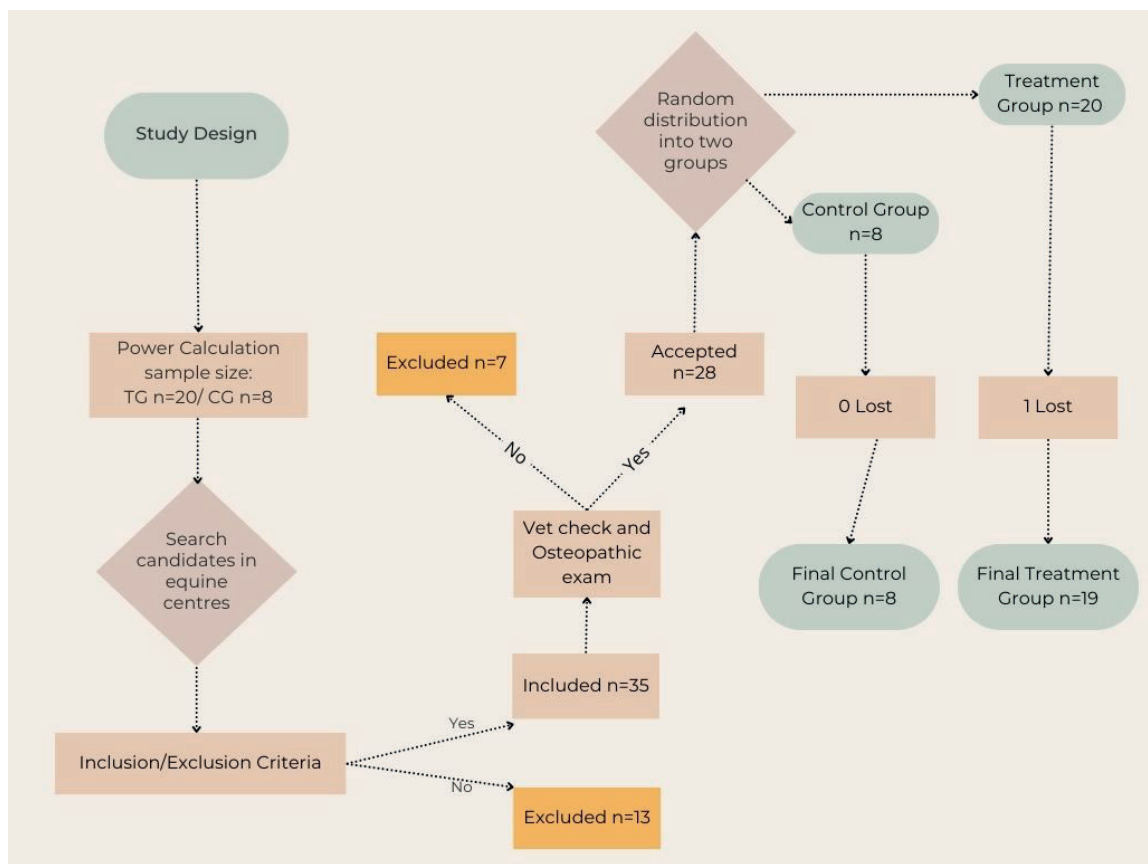 Study Design
Power Calculation
sample size:
TG n=20/ CG n=8
Search
candidates in
equine
centres
Inclusion/Exclusion Criteria
Yes
No
Included n=35
Excluded n=13
Vet check and
Osteopathic
exam
No
Yes
Excluded n=7
Accepted
n=28
Random
distribution
into two
groups
Treatment
Group n=20
Control Group
n=8
0 Lost
1 Lost
Final Control
Group n=8
Final Treatment
Group n=19